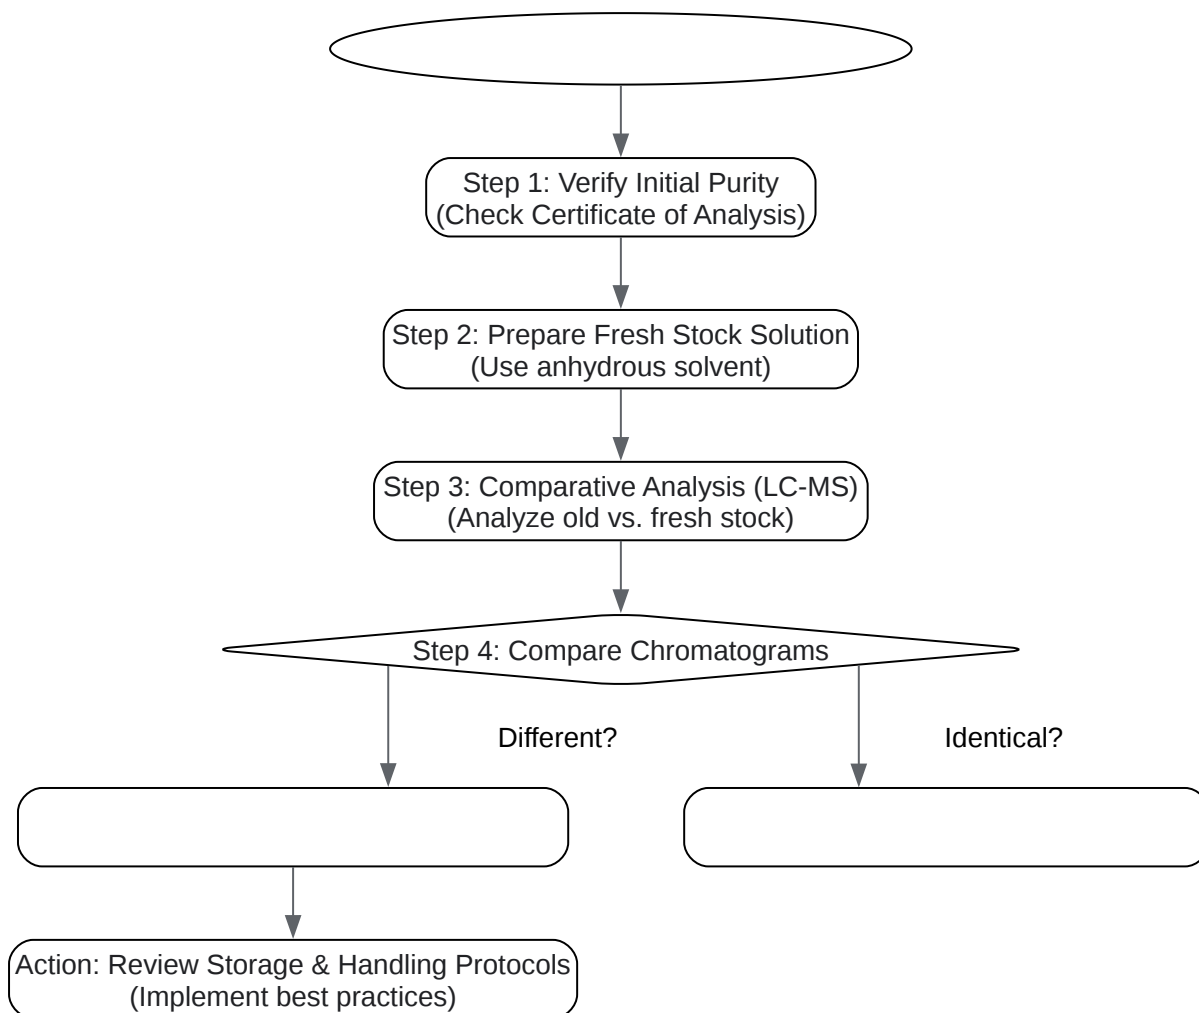 Step 1: Verify Initial Purity
(Check Certificate of Analysis)
Step 2: Prepare Fresh Stock Solution
(Use anhydrous solvent)
Step 3: Comparative Analysis (LC-MS)
(Analyze old vs. fresh stock)
Step 4: Compare Chromatograms
Different?
Identical?
Action: Review Storage & Handling Protocols
(Implement best practices)